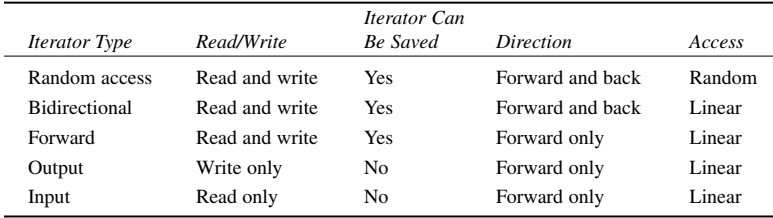 Iterator Can
Iterator Type Read/Write Be Saved Direction Access
Random access Read and write Yes Forward and back Random
Bidirectional Read and write Yes Forward and back Linear
Forward Read and write Yes Forward only Linear
Output Write only No Forward only Linear
Input Read only No Forward only Linear